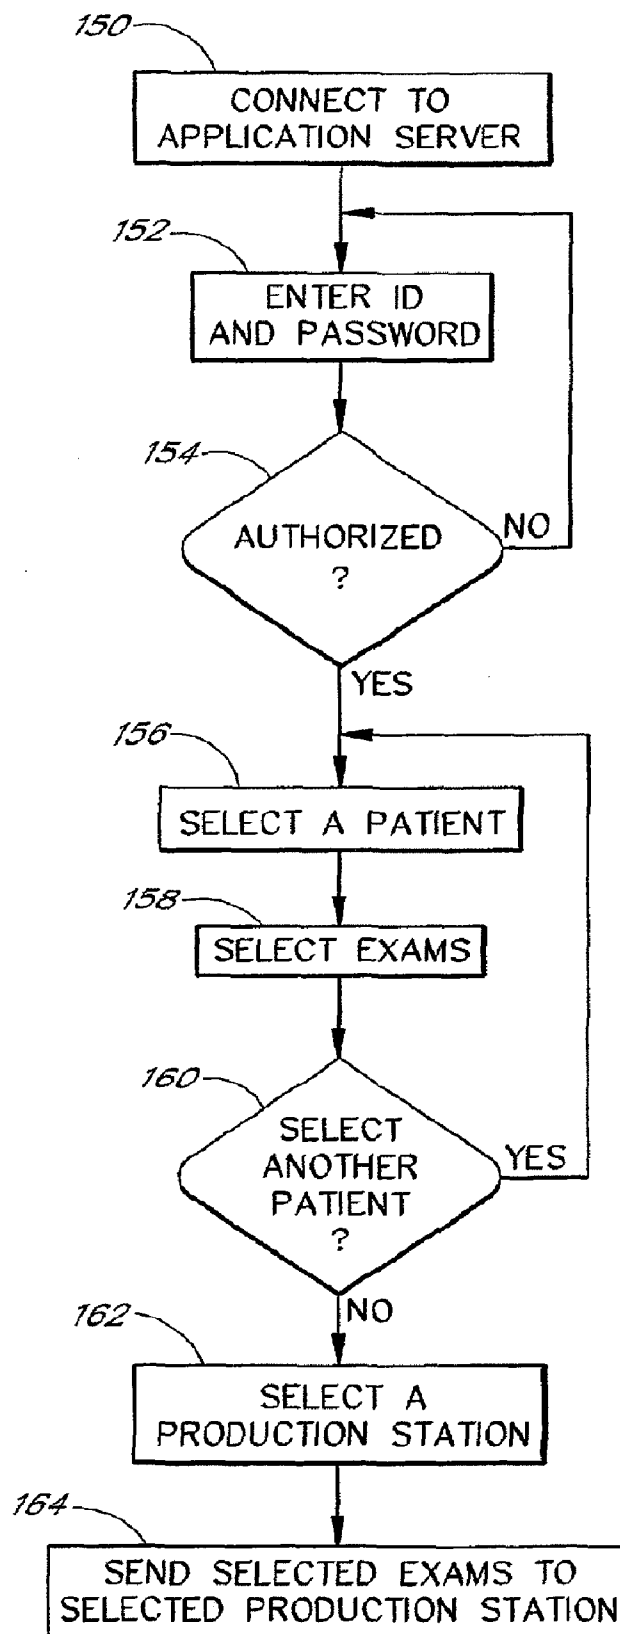 150
CONNECT TO
APPLICATION SERVER
152
ENTER ID
AND PASSWORD
154
AUTHORIZED
?
NO
YES
156
SELECT A PATIENT
158
SELECT EXAMS
160
SELECT
ANOTHER
PATIENT
?
YES
NO
162
SELECT A
PRODUCTION STATION
164
SEND SELECTED EXAMS TO
SELECTED PRODUCTION STATION